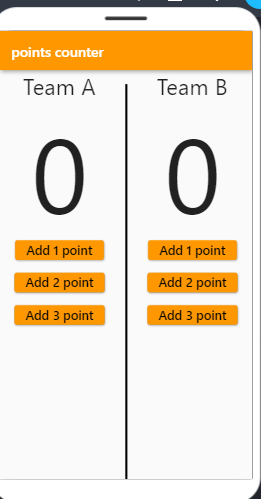 points counter
Team A
0
Add 1 point
Add 2 point
Add 3 point
Team B
0
Add 1 point
Add 2 point
Add 3 point